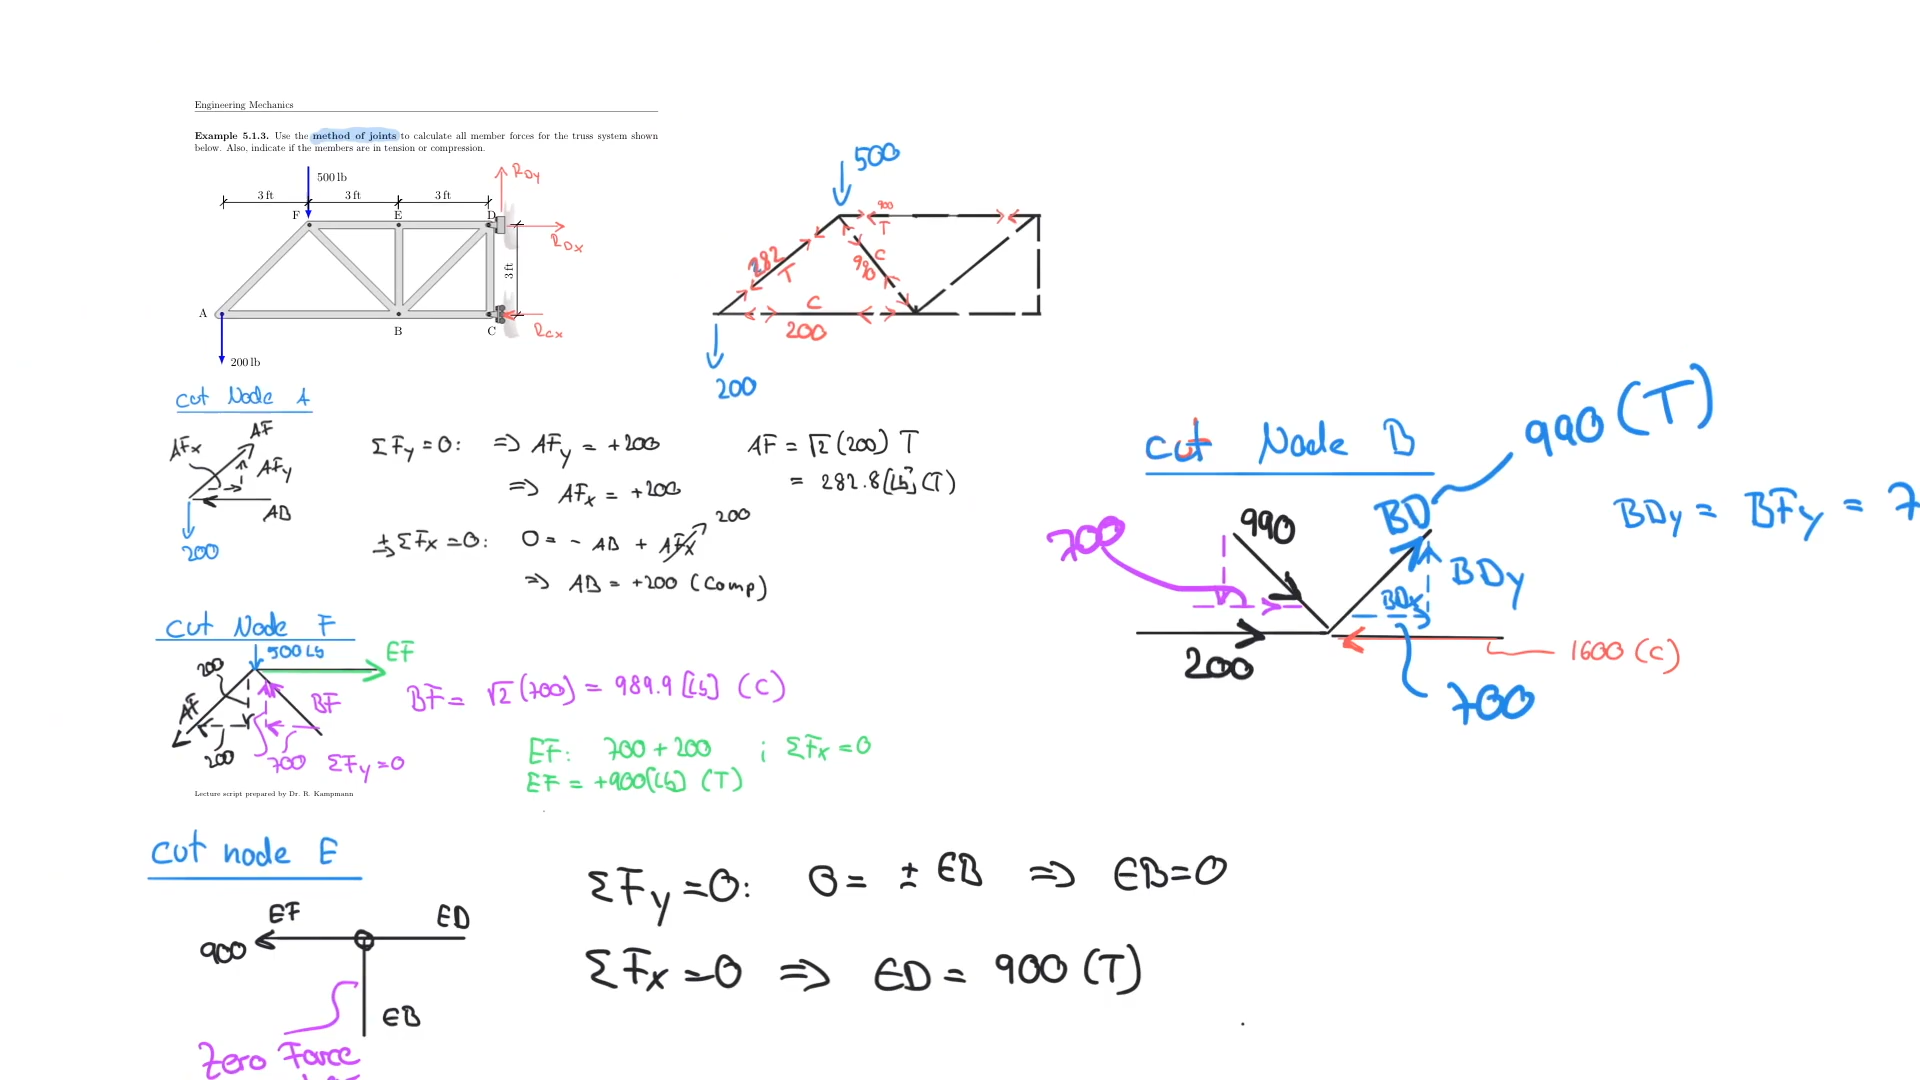 Engineering Mechanics
Example 5.1.3. Use the method of joints to calculate all member forces for the truss system shown
below. Also, indicate if the members are in tension or compression.
500 lb
3 ft 3 ft 3 ft
F E D
3 ft
A B C
200 lb
RDy
RDx
RCx
500
900
T
282
T
C
990
C
200
200
Cut Node A
AFx AF
AFy
AB
200
ΣFy = 0: => AFy = +200
=> AFx = +200
ΣFx = 0: 0 = - AB + AFx 200
=> AB = +200 (Comp)
AF = √2 (200) T
= 282.8 [Lb] (T)
Cut Node F
500 Lb
EF
200
AF BF
200 700 ΣFy = 0
BF = √2 (700) = 989.9 [Lb] (C)
EF: 700 + 200 ; ΣFx = 0
EF = +900 [Lb] (T)
Lecture script prepared by Dr. R. Kampmann
Cut node E
EF ED
900
EB
Zero Force
ΣFy = 0: 0 = ± EB => EB = 0
ΣFx = 0 => ED = 900 (T)
Cut Node B
990 (T)
BD
990
700
BDy = BFy = 7
BDy
BDx
200
1600 (C)
700